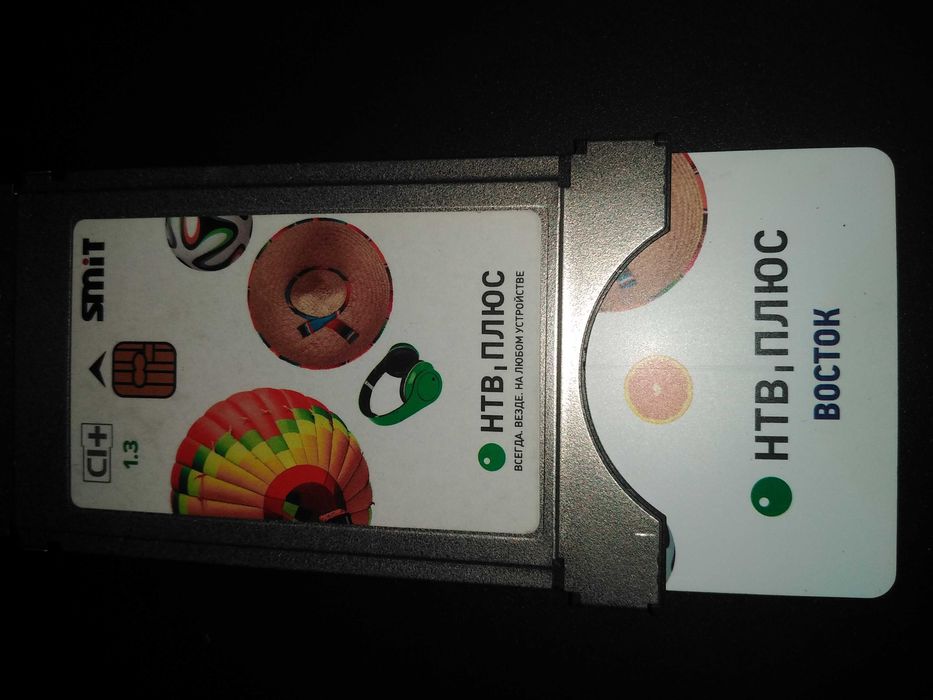 SMiT
CI+
1.3
НТВ ПЛЮС
ВСЕГДА. ВЕЗДЕ. НА ЛЮБОМ УСТРОЙСТВЕ
НТВ ПЛЮС
ВОСТОК